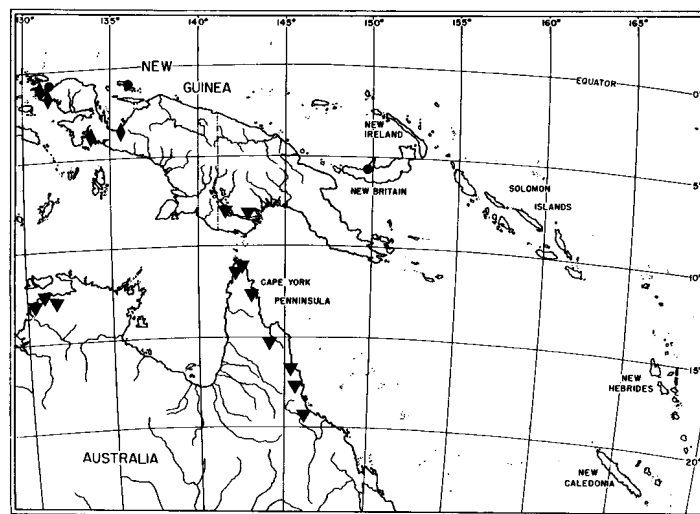 130° 135° 140° 145° 150° 155° 160° 165°
NEW
GUINEA
EQUATOR
0°
NEW
IRELAND
NEW BRITAIN
5°
SOLOMON
ISLANDS
10°
CAPE YORK
PENNINSULA
165°
15°
NEW
HEBRIDES
AUSTRALIA
20°
NEW
CALEDONIA